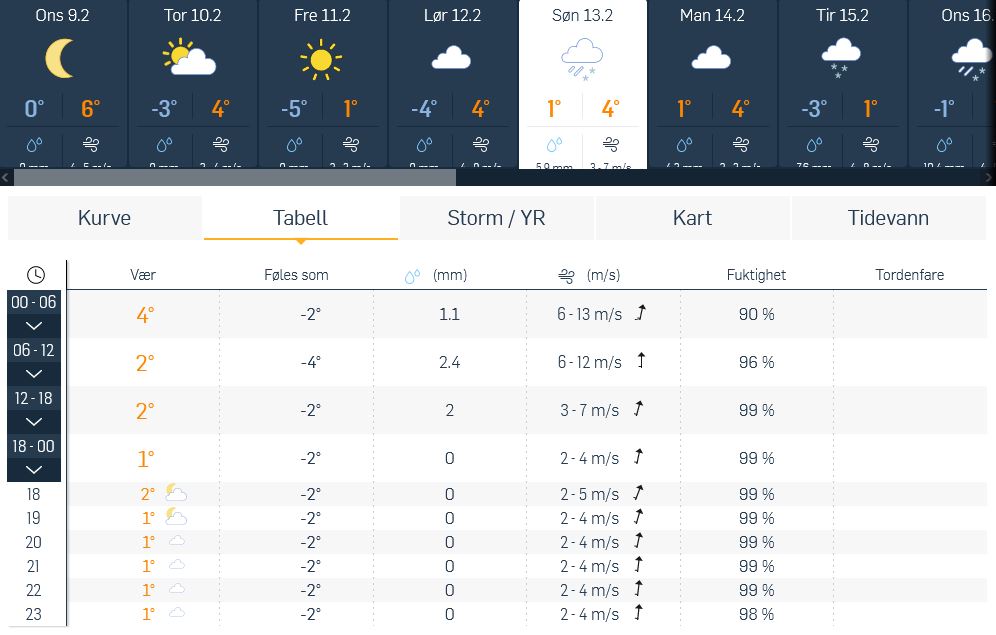 Ons 9.2 Tor 10.2 Fre 11.2 Lør 12.2 Søn 13.2 Man 14.2 Tir 15.2 Ons 16.
0° 6° -3° 4° -5° 1° -4° 4° 1° 4° 1° 4° -3° 1° -1°
Kurve Tabell Storm / YR Kart Tidevann
Vær Føles som (mm) (m/s) Fuktighet Tordenfare
00 - 06 4° -2° 1.1 6 - 13 m/s 90 %
06 - 12 2° -4° 2.4 6 - 12 m/s 96 %
12 - 18 2° -2° 2 3 - 7 m/s 99 %
18 - 00 1° -2° 0 2 - 4 m/s 99 %
18 2° -2° 0 2 - 5 m/s 99 %
19 1° -2° 0 2 - 4 m/s 99 %
20 1° -2° 0 2 - 4 m/s 99 %
21 1° -2° 0 2 - 4 m/s 99 %
22 1° -2° 0 2 - 4 m/s 99 %
23 1° -2° 0 2 - 4 m/s 98 %